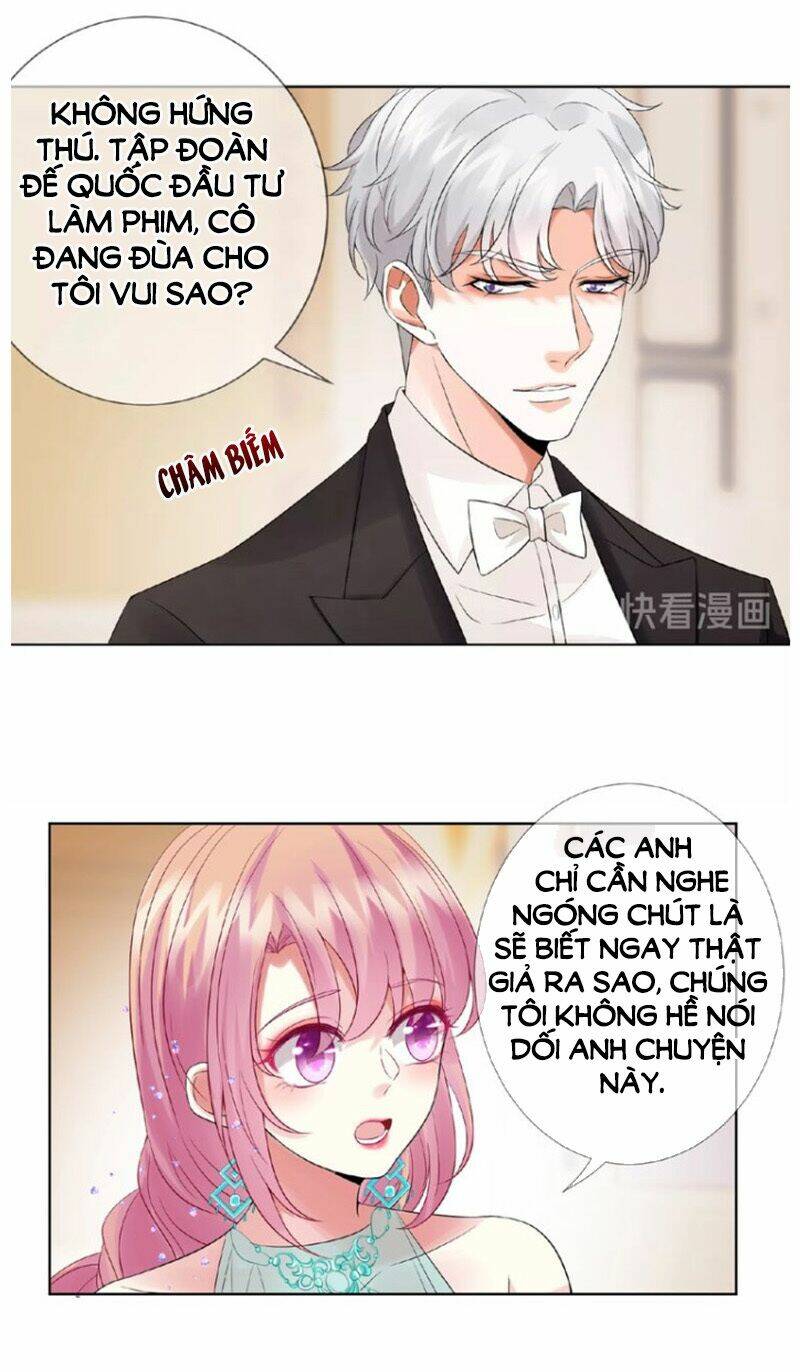 KHÔNG HỨNG
THÚ. TẬP ĐOÀN
ĐẾ QUỐC ĐẦU TƯ
LÀM PHIM, CÔ
ĐANG ĐÙA CHO
TÔI VUI SAO?
CHÂM BIẾM
快看漫画
CÁC ANH
CHỈ CẦN NGHE
NGÓNG CHÚT LÀ
SẼ BIẾT NGAY THẬT
GIẢ RA SAO, CHÚNG
TÔI KHÔNG HỀ NÓI
DỐI ANH CHUYỆN
NÀY.